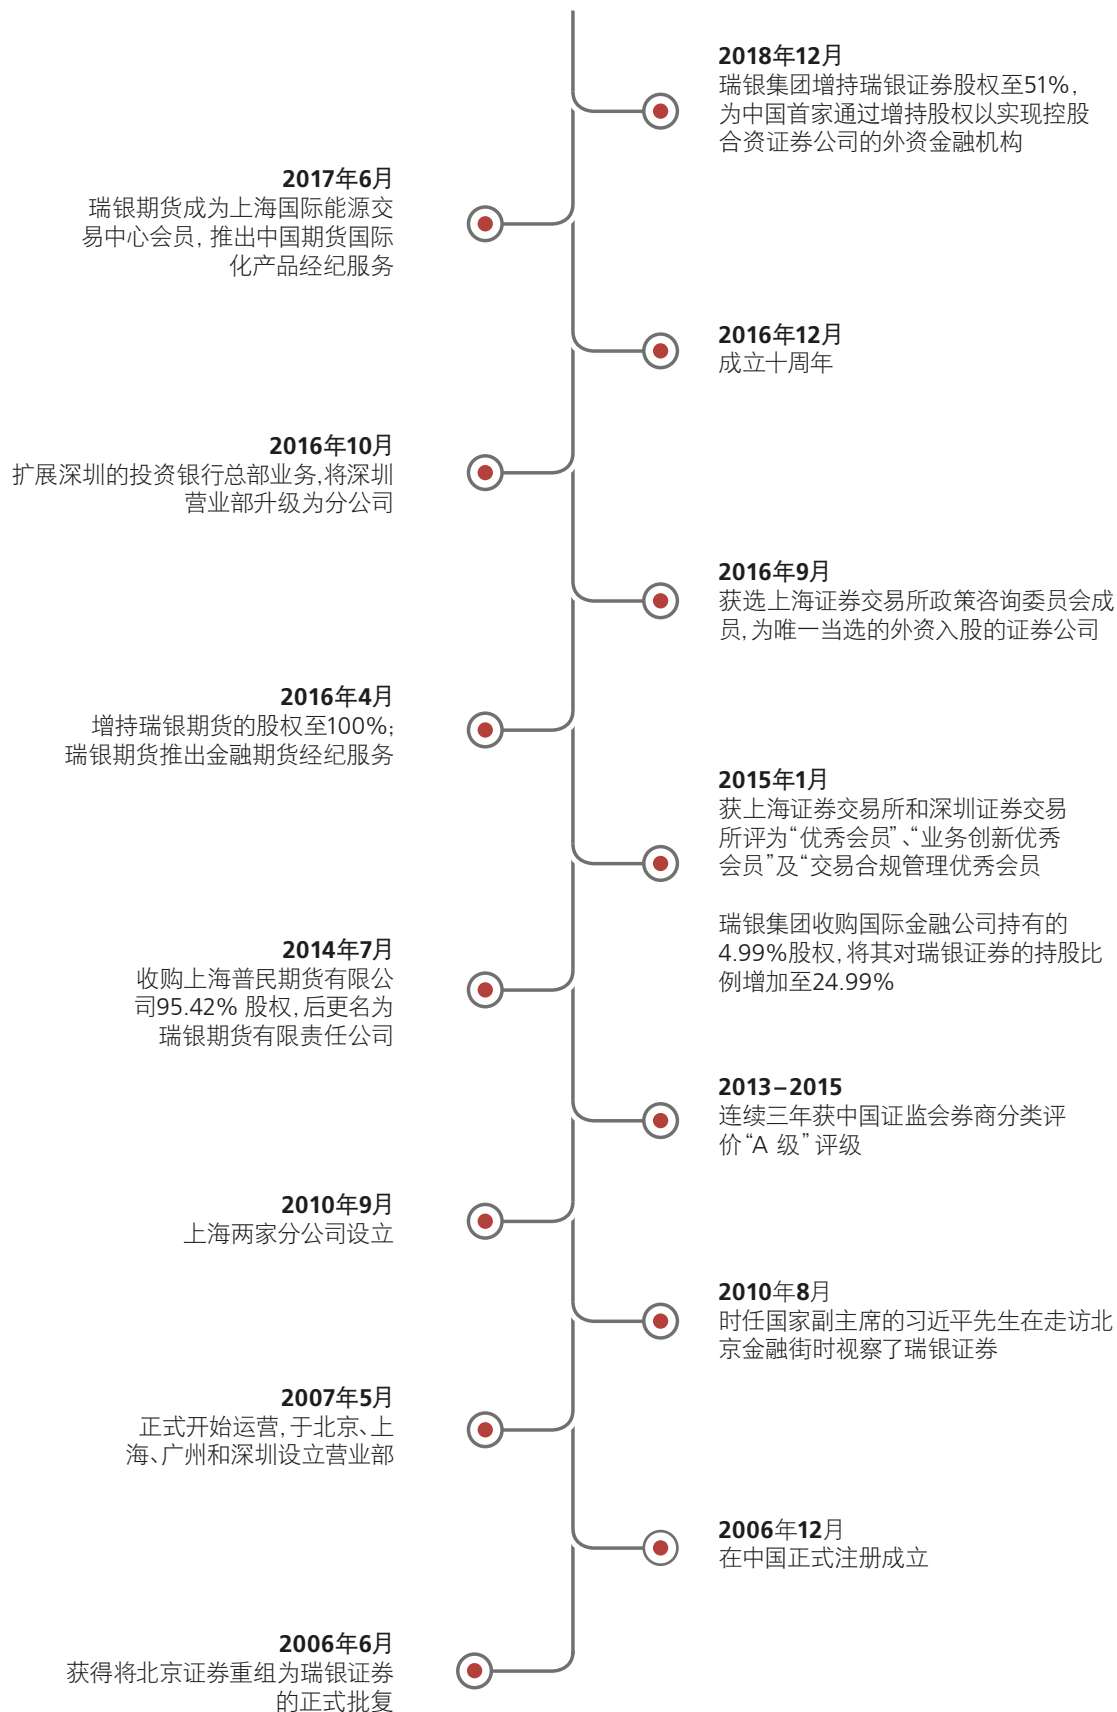 2018年12月
瑞银集团增持瑞银证券股权至51%,
为中国首家通过增持股权以实现控股
合资证券公司的外资金融机构
2017年6月
瑞银期货成为上海国际能源交
易中心会员, 推出中国期货国际
化产品经纪服务
2016年12月
成立十周年
2016年10月
扩展深圳的投资银行总部业务,将深圳
营业部升级为分公司
2016年9月
获选上海证券交易所政策咨询委员会成
员,为唯一当选的外资入股的证券公司
2016年4月
增持瑞银期货的股权至100%;
瑞银期货推出金融期货经纪服务
2015年1月
获上海证券交易所和深圳证券交易
所评为“优秀会员”、“业务创新优秀
会员”及“交易合规管理优秀会员
瑞银集团收购国际金融公司持有的
4.99%股权,将其对瑞银证券的持股比
例增加至24.99%
2014年7月
收购上海普民期货有限公
司95.42% 股权,后更名为
瑞银期货有限责任公司
2013–2015
连续三年获中国证监会券商分类评
价“A 级”评级
2010年9月
上海两家分公司设立
2010年8月
时任国家副主席的习近平先生在走访北
京金融街时视察了瑞银证券
2007年5月
正式开始运营,于北京、上
海、广州和深圳设立营业部
2006年12月
在中国正式注册成立
2006年6月
获得将北京证券重组为瑞银证券
的正式批复